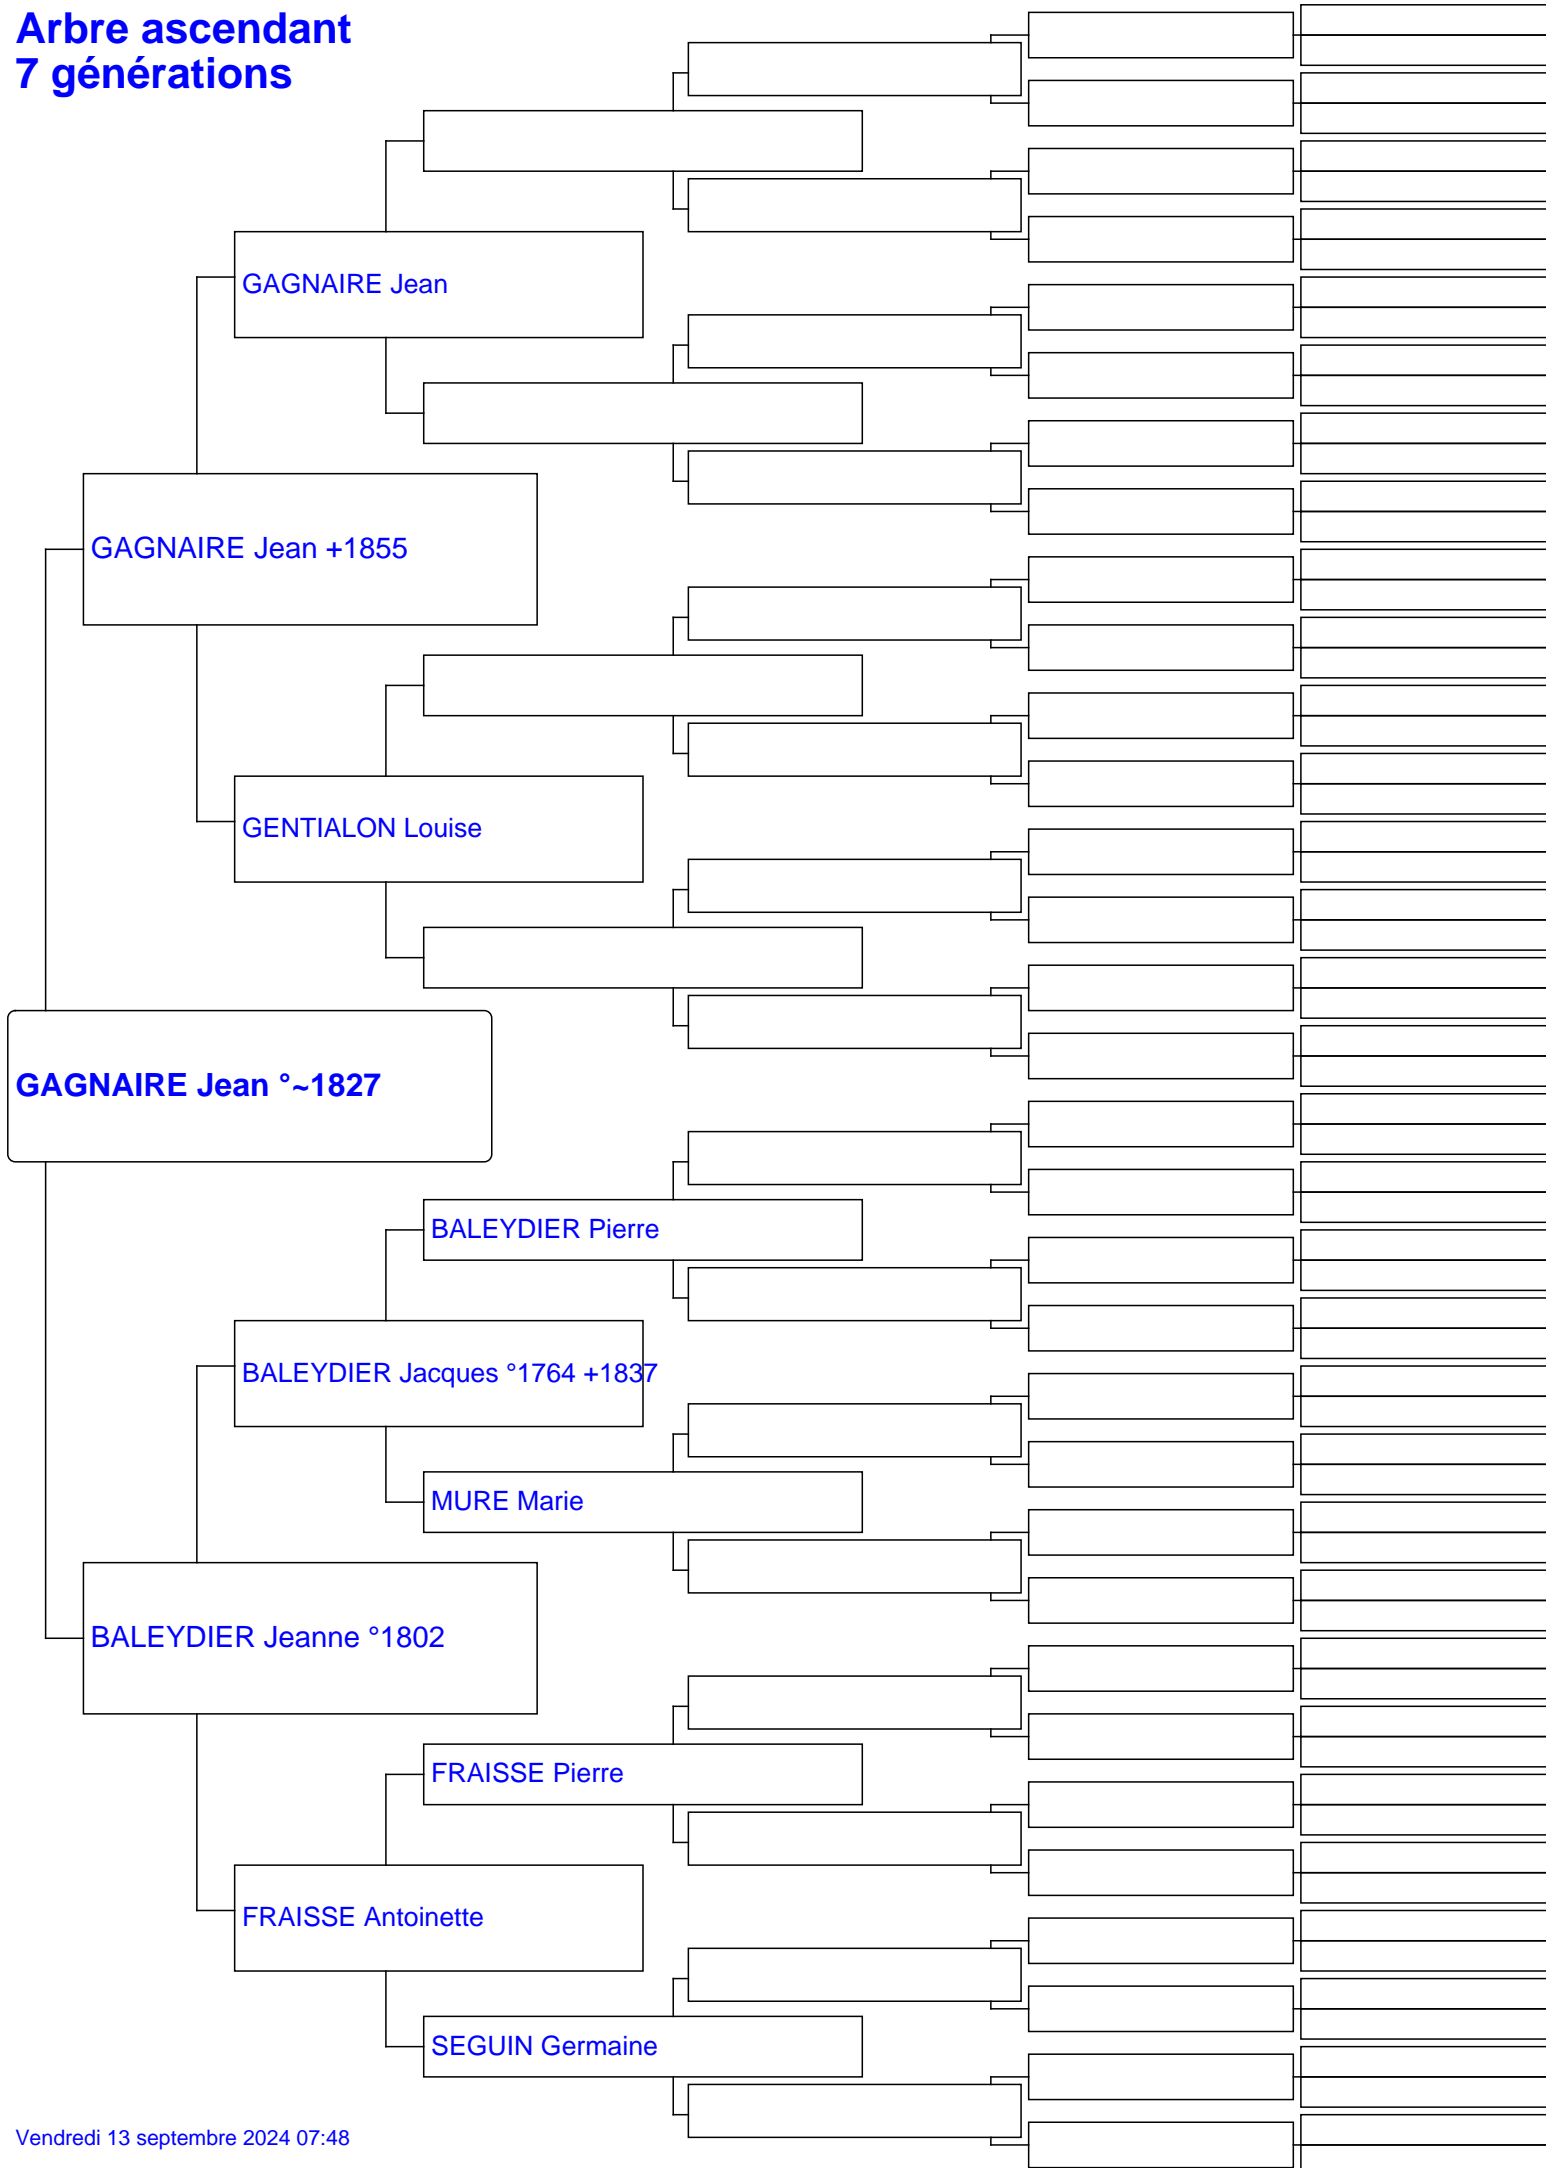 Arbre ascendant
7 générations
GAGNAIRE Jean
GAGNAIRE Jean +1855
GENTIALON Louise
GAGNAIRE Jean °~1827
BALEYDIER Pierre
BALEYDIER Jacques °1764 +1837
MURE Marie
BALEYDIER Jeanne °1802
FRAISSE Pierre
FRAISSE Antoinette
SEGUIN Germaine
Vendredi 13 septembre 2024 07:48